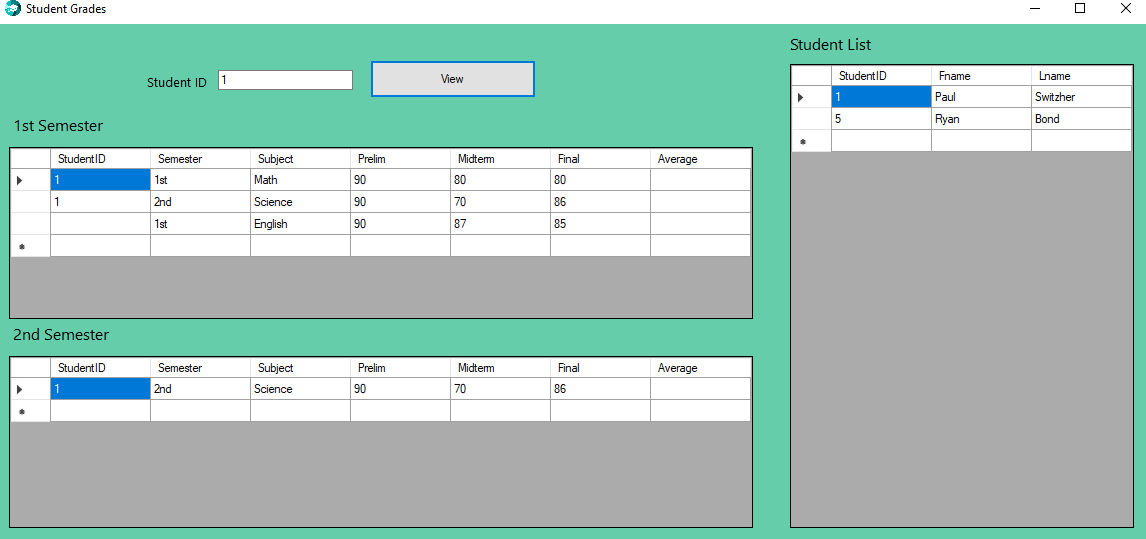 Student Grades
Student List
Student ID 1 View
StudentID Fname Lname
1 Paul Switzher
5 Ryan Bond
1st Semester
StudentID Semester Subject Prelim Midterm Final Average
1 1st Math 90 80 80
1 2nd Science 90 70 86
1st English 90 87 85
2nd Semester
StudentID Semester Subject Prelim Midterm Final Average
1 2nd Science 90 70 86